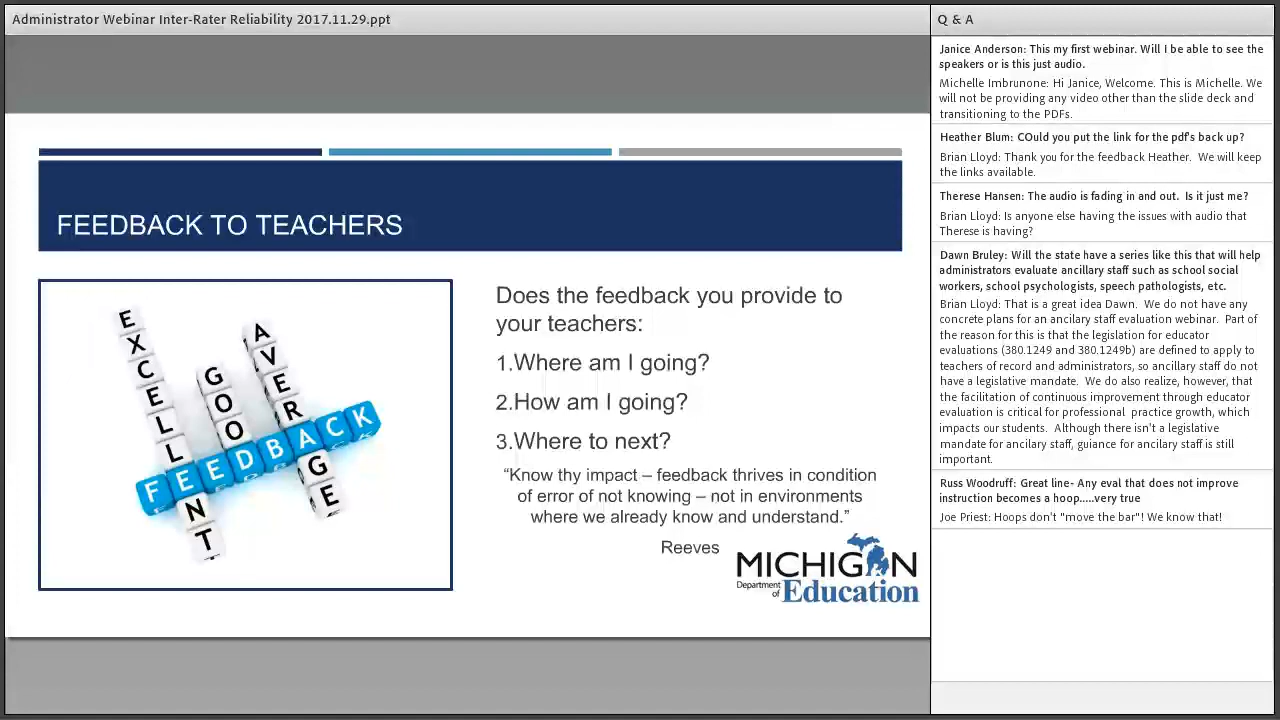 Administrator Webinar Inter-Rater Reliability 2017.11.29.ppt
FEEDBACK TO TEACHERS
EXCELLENT
GOOD
AVERAGE
FEEDBACK
Does the feedback you provide to
your teachers:
1.Where am I going?
2.How am I going?
3.Where to next?
“Know thy impact – feedback thrives in condition
of error of not knowing – not in environments
where we already know and understand.”
Reeves
MICHIGAN
Department
of Education
Q & A
Janice Anderson: This my first webinar. Will I be able to see the
speakers or is this just audio.
Michelle Imbrunone: Hi Janice, Welcome. This is Michelle. We
will not be providing any video other than the slide deck and
transitioning to the PDFs.
Heather Blum: COuld you put the link for the pdf's back up?
Brian Lloyd: Thank you for the feedback Heather.  We will keep
the links available.
Therese Hansen: The audio is fading in and out.  Is it just me?
Brian Lloyd: Is anyone else having the issues with audio that
Therese is having?
Dawn Bruley: Will the state have a series like this that will help
administrators evaluate ancillary staff such as school social
workers, school psychologists, speech pathologists, etc.
Brian Lloyd: That is a great idea Dawn.  We do not have any
concrete plans for an ancilary staff evaluation webinar.  Part of
the reason for this is that the legislation for educator
evaluations (380.1249 and 380.1249b) are defined to apply to
teachers of record and administrators, so ancillary staff do not
have a legislative mandate.  We do also realize, however, that
the facilitation of continuous improvement through educator
evaluation is critical for professional  practice growth, which
impacts our students.  Although there isn't a legislative
mandate for ancilary staff, guiance for ancilary staff is still
important.
Russ Woodruff: Great line- Any eval that does not improve
instruction becomes a hoop.....very true
Joe Priest: Hoops don't "move the bar"! We know that!